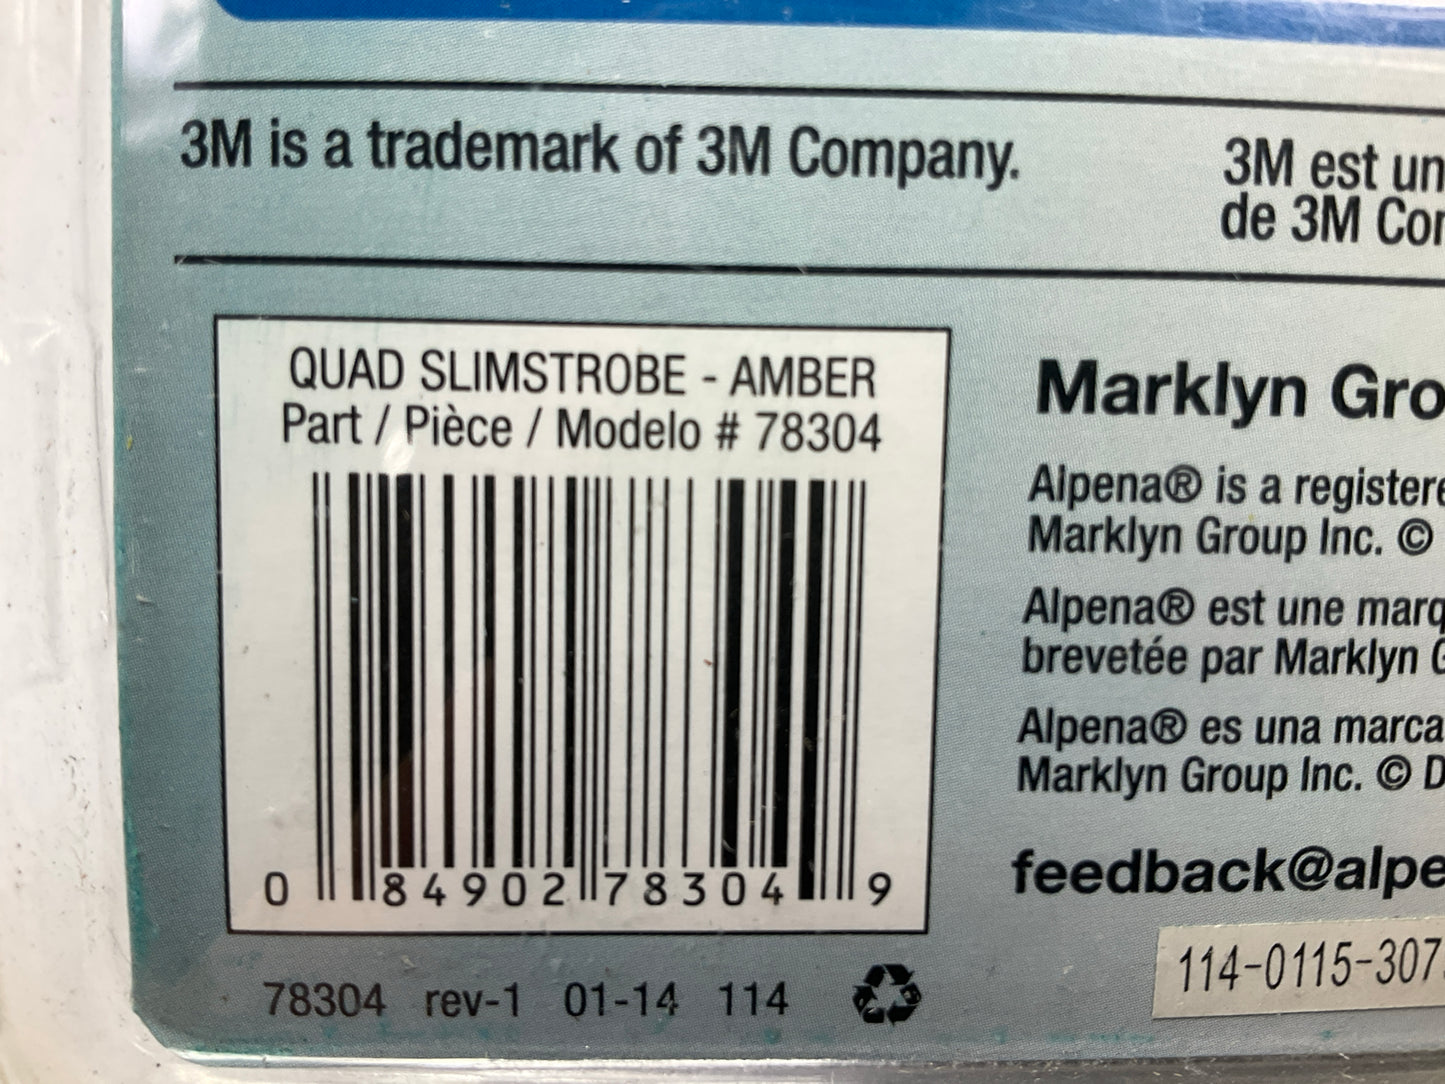 3M is a trademark of 3M Company.
3M est un
de 3M Cor
QUAD SLIMSTROBE - AMBER
Part / Pièce / Modelo # 78304
0 84902 78304 9
78304 rev-1 01-14 114
Marklyn Gro
Alpena® is a registere
Marklyn Group Inc. ©
Alpena® est une marq
brevetée par Marklyn G
Alpena® es una marca
Marklyn Group Inc. © D
feedback@alpe
114-0115-307